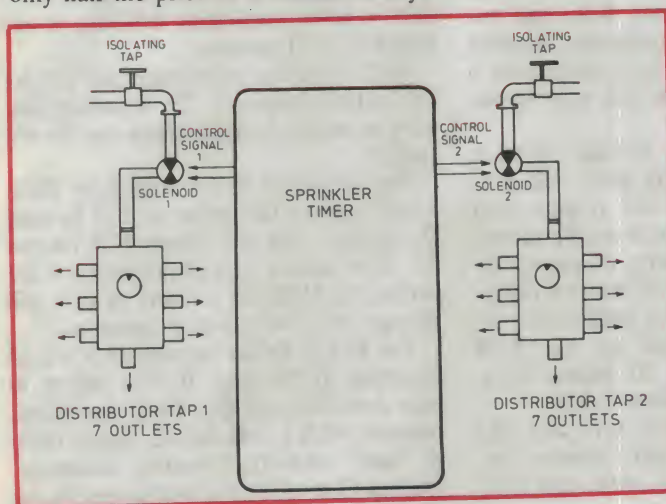 ISOLATING
TAP
CONTROL
SIGNAL
1
SOLENOID
1
DISTRIBUTOR TAP 1
7 OUTLETS
SPRINKLER
TIMER
ISOLATING
TAP
CONTROL
SIGNAL
2
SOLENOID
2
DISTRIBUTOR TAP 2
7 OUTLETS